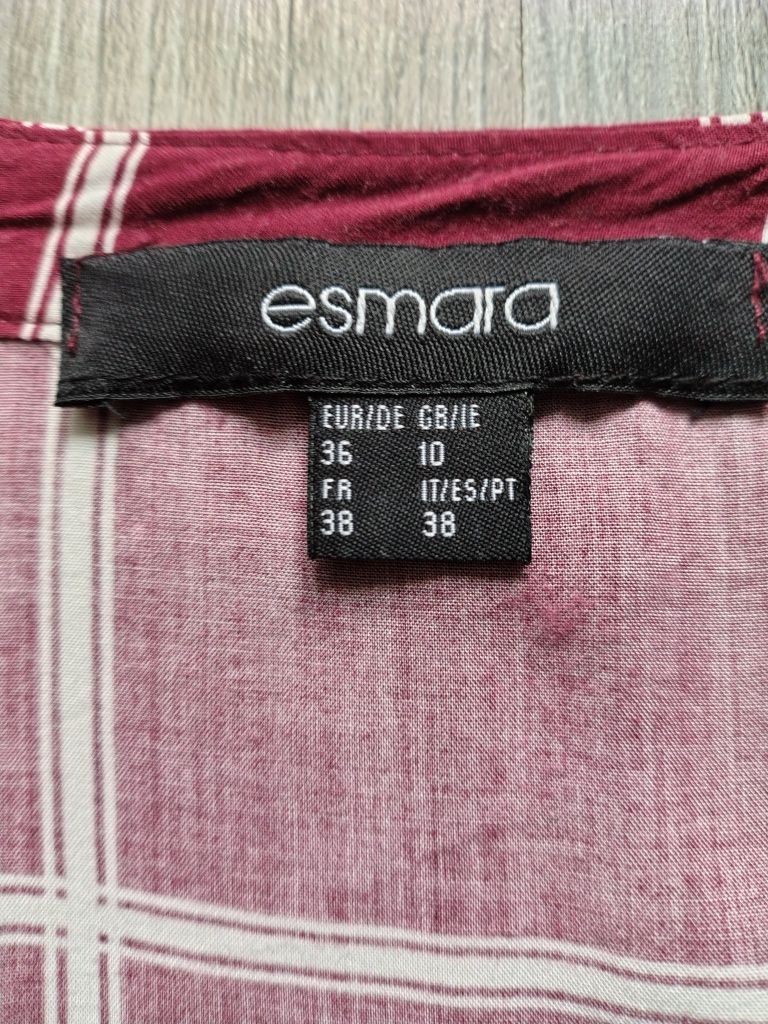 esmara
EUR/DE GB/IE
36 10
FR IT/ES/PT
38 38